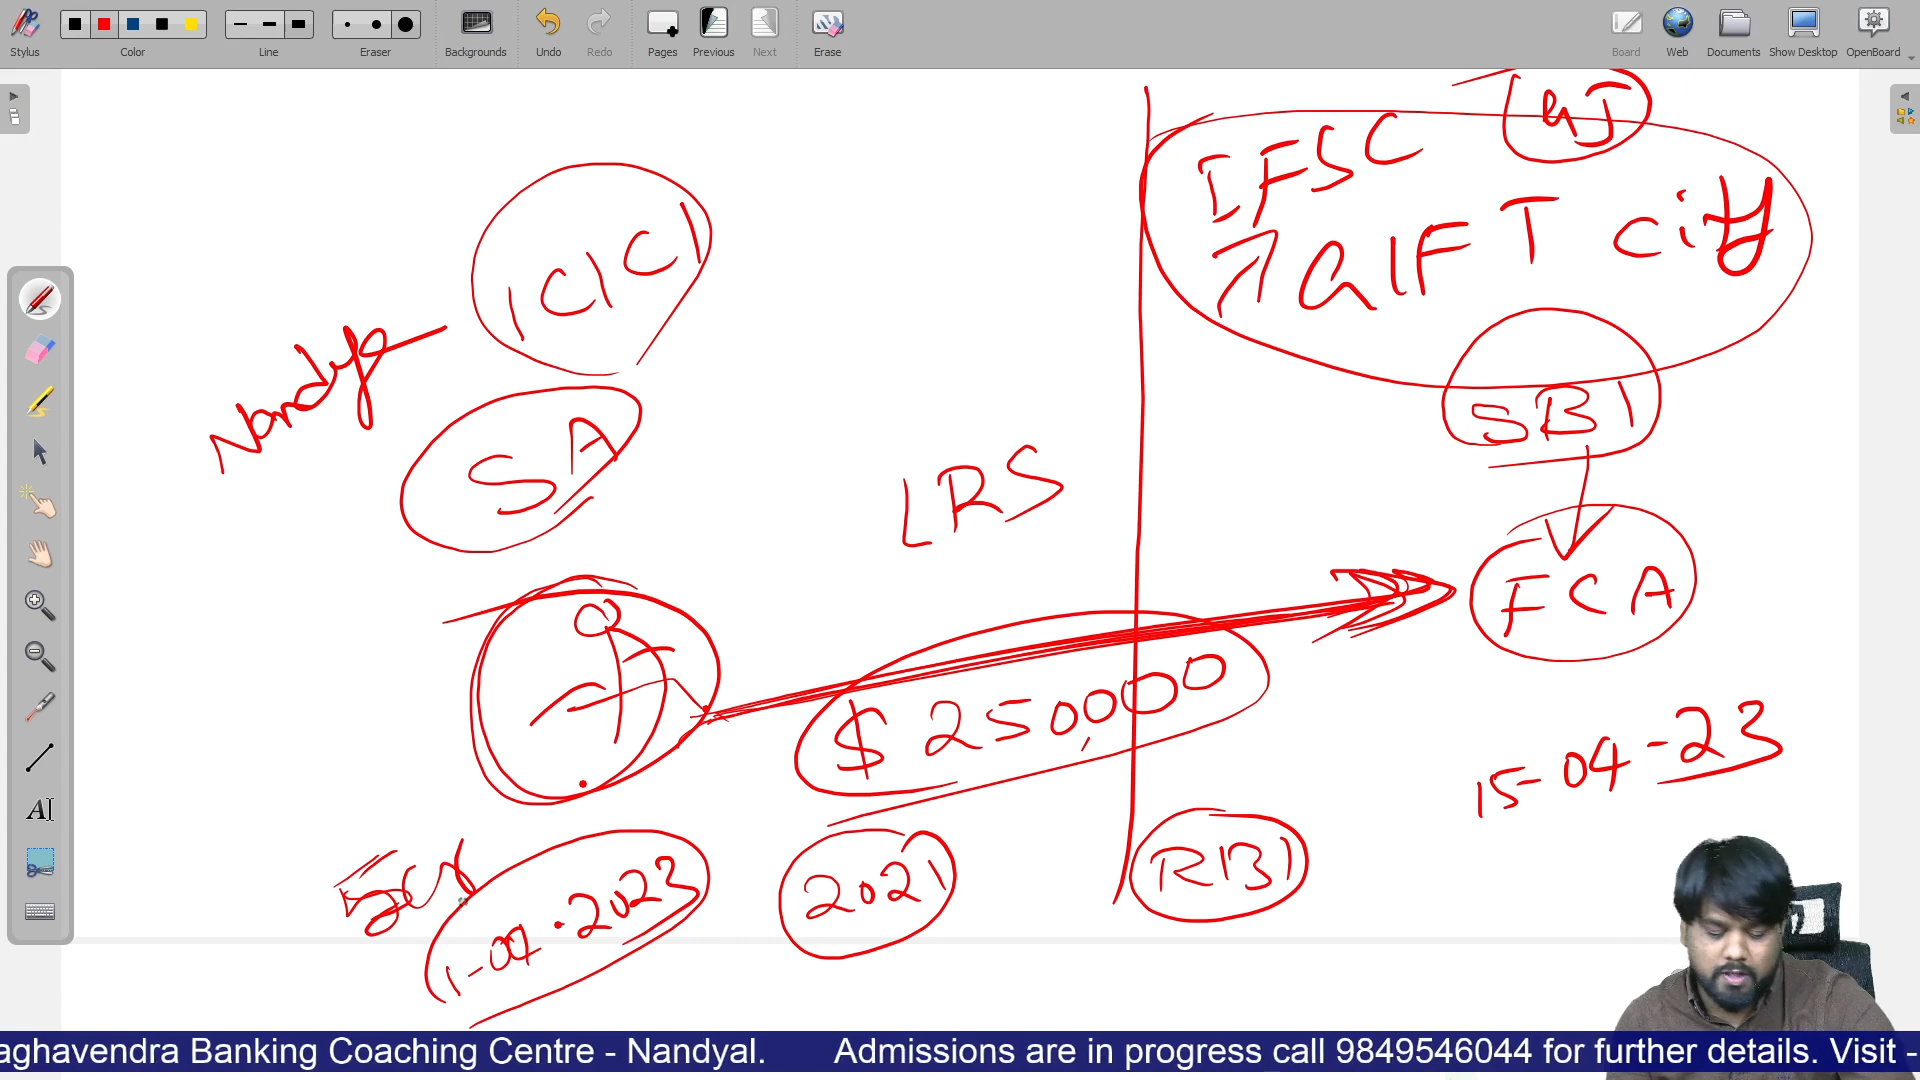 Stylus
Color
Line
Eraser
Backgrounds
Undo
Redo
Pages
Previous
Next
Erase
Board
Web
Documents
Show Desktop
OpenBoard
GJ
IFSC
GIFT city
ICICI
SBI
SA
LRS
FCA
$ 250,000
15-04-23
2021
RBI
1-04.2023
aghavendra Banking Coaching Centre - Nandyal. Admissions are in progress call 9849546044 for further details. Visit -